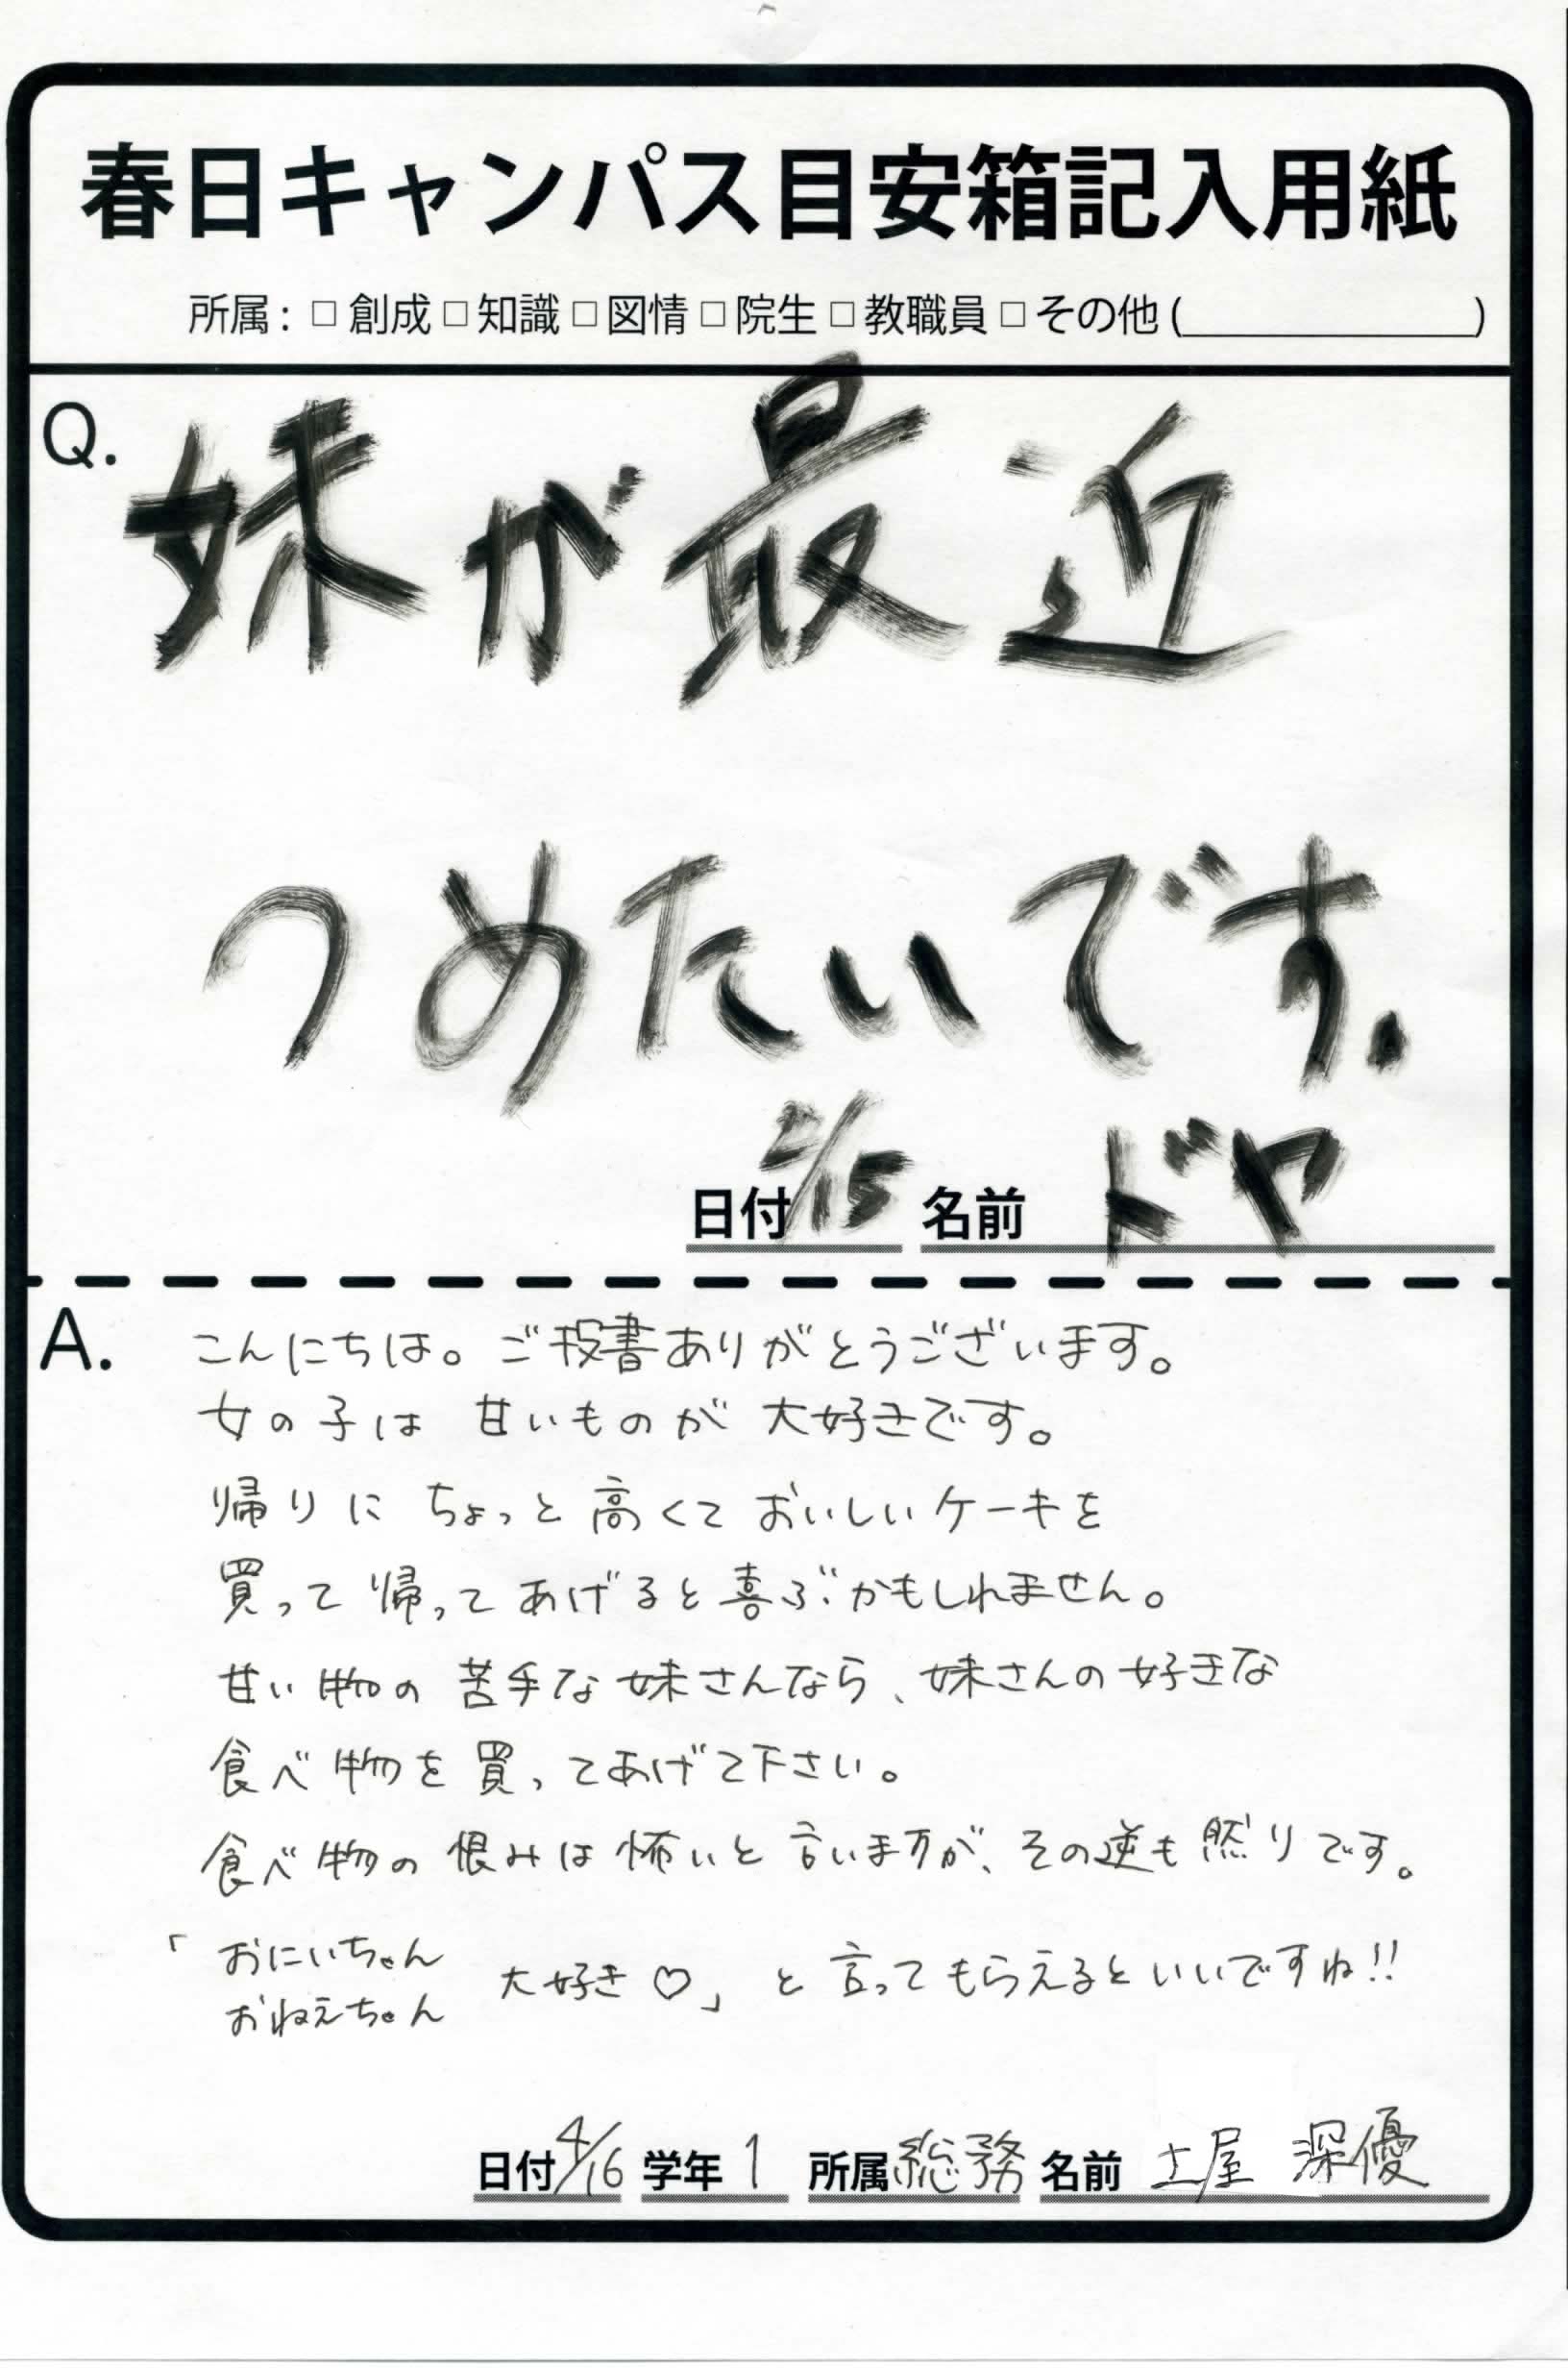 春日キャンパス目安箱記入用紙
所属 : □ 創成 □ 知識 □ 図情 □ 院生 □ 教職員 □ その他 (＿＿＿＿＿＿)
Q.
妹が最近
つめたいです.
日付 2/15 名前 ドヤ
A.
こんにちは。ご投書ありがとうございます。
女の子は 甘いものが 大好きです。
帰りに ちょっと 高くて おいしいケーキを
買って 帰ってあげると喜ぶかもしれません。
甘い物の 苦手な妹さんなら、妹さんの好きな
食べ物を買ってあげて下さい。
食べ物の恨みは怖いと言いますが、その逆も然りです。
「おにいちゃん
おねえちゃん 大好き♡」と言ってもらえるといいですね!!
日付 4/16 学年 1 所属 総務 名前 土屋 深優